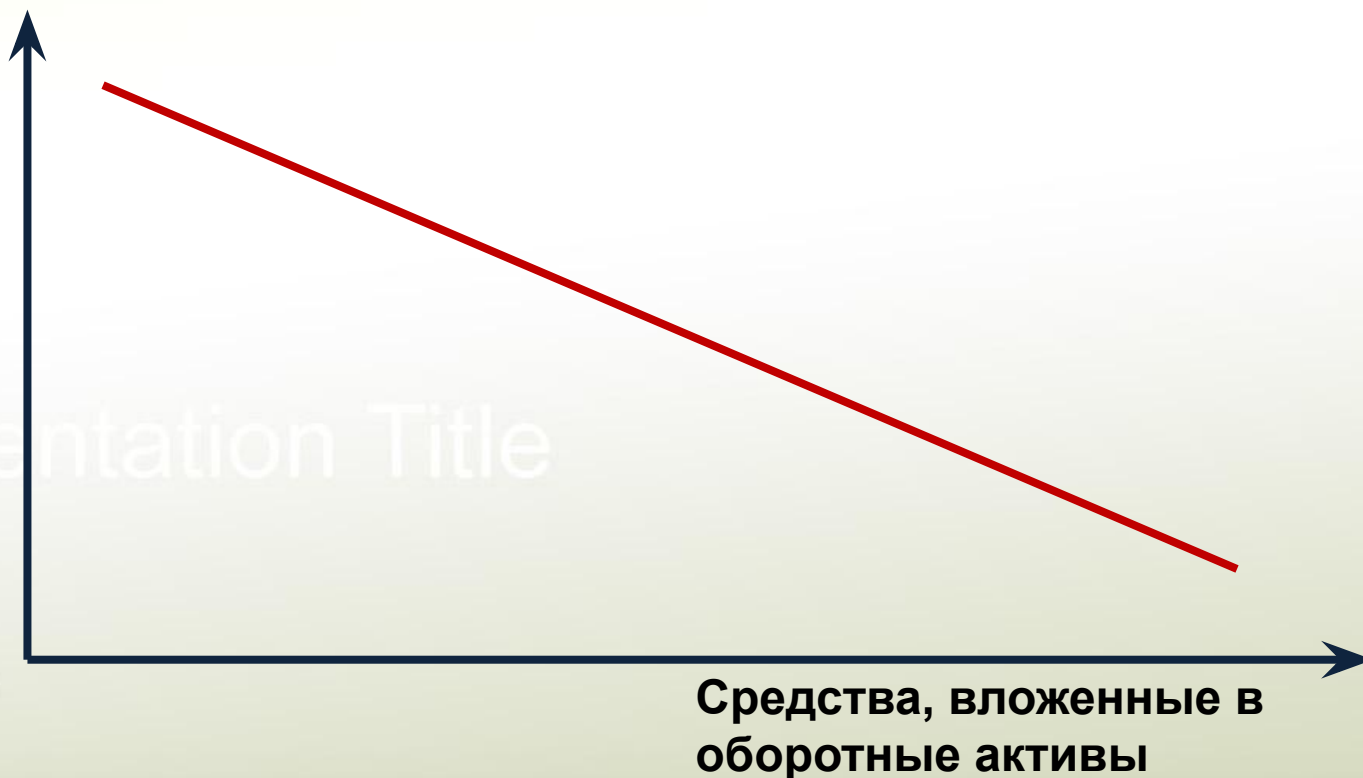 entation Title
Средства, вложенные в
оборотные активы